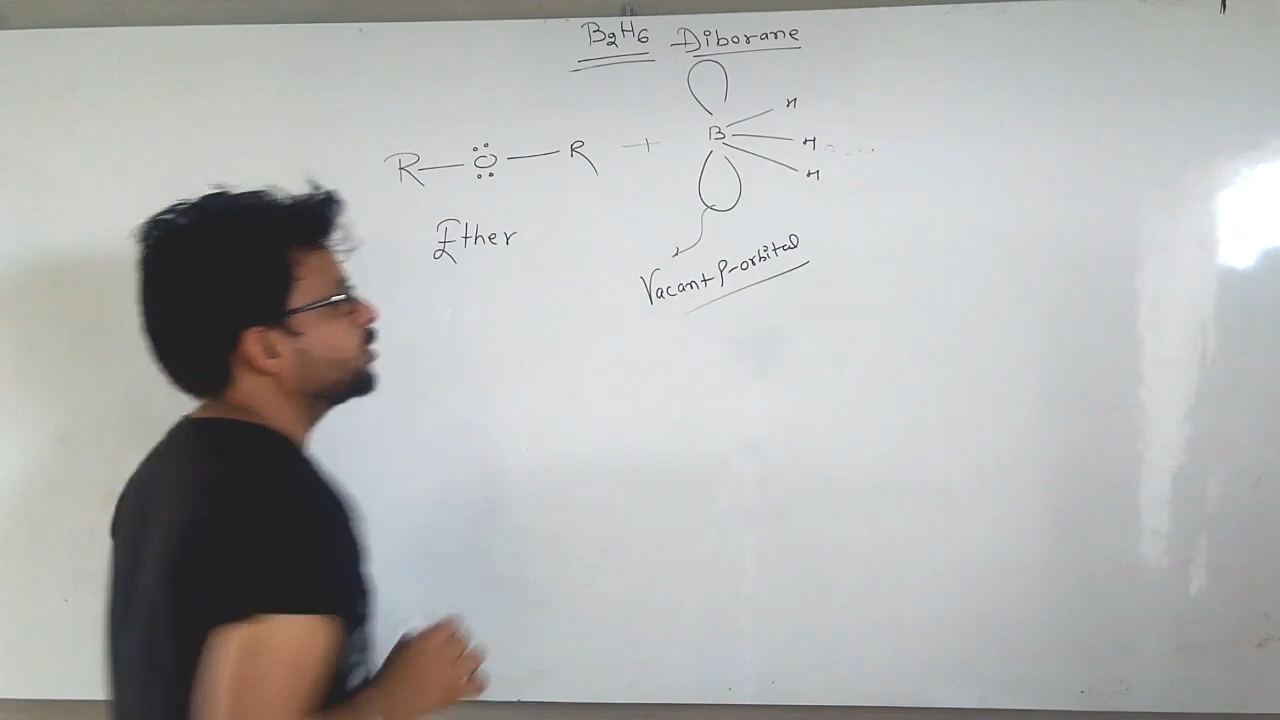 B₂H₆ Diborane
R—Ö—R + B H
H
H
Ether
Vacant P-orbital